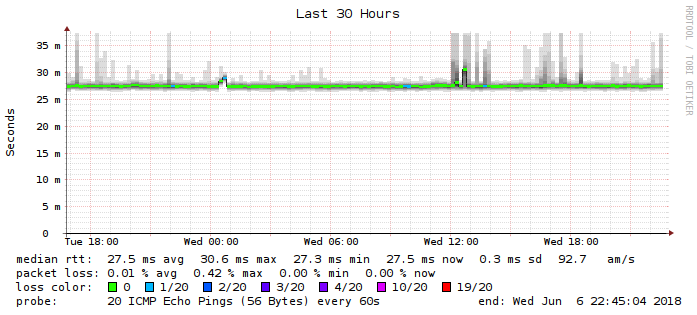 Last 30 Hours
RRDTOOL / TOBI OETIKER
Seconds
35 m
30 m
25 m
20 m
15 m
10 m
5 m
0
Tue 18:00 Wed 00:00 Wed 06:00 Wed 12:00 Wed 18:00
median rtt: 27.5 ms avg 30.6 ms max 27.3 ms min 27.5 ms now 0.3 ms sd 92.7 am/s
packet loss: 0.01 % avg 0.42 % max 0.00 % min 0.00 % now
loss color: 0 1/20 2/20 3/20 4/20 10/20 19/20
probe: 20 ICMP Echo Pings (56 Bytes) every 60s end: Wed Jun 6 22:45:04 2018